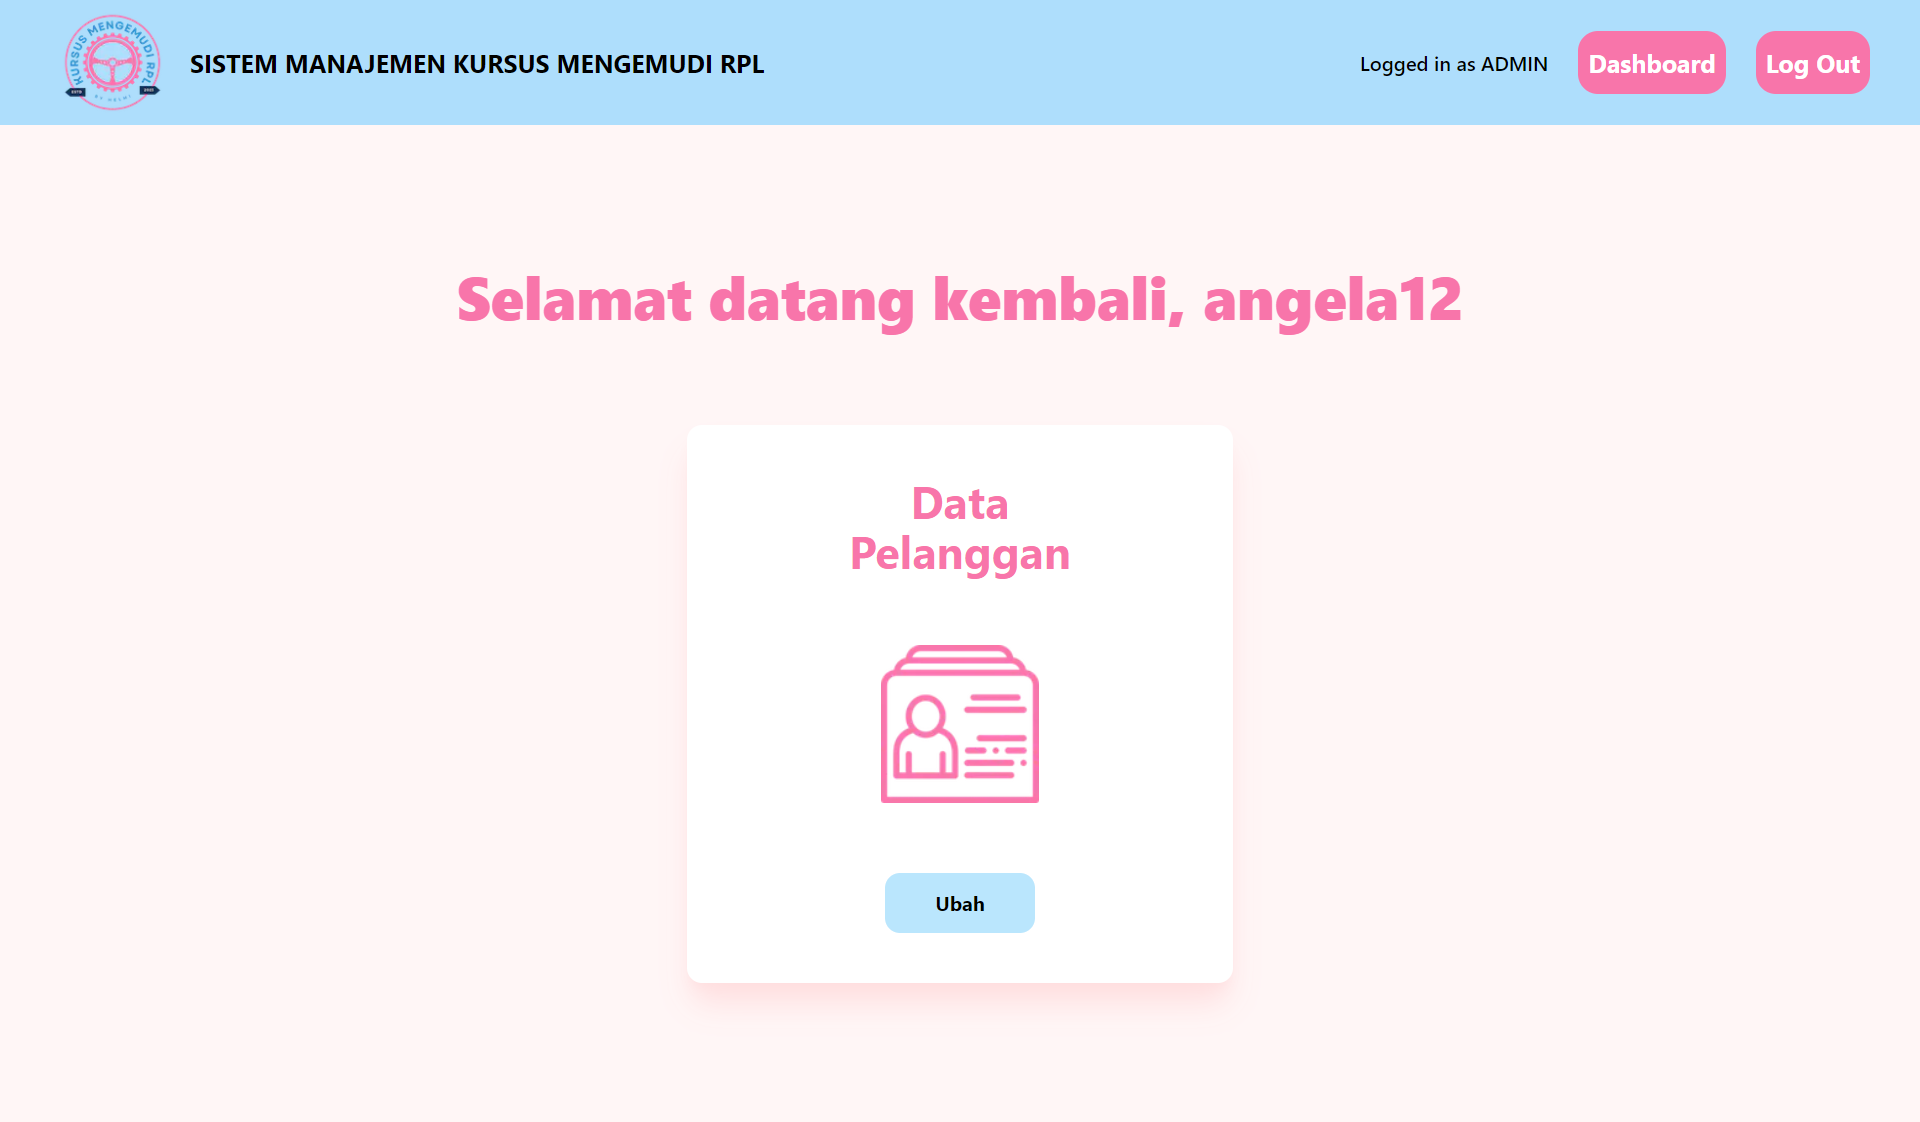 KURSUS MENGEMUDI RPL
SISTEM MANAJEMEN KURSUS MENGEMUDI RPL
Logged in as ADMIN
Dashboard
Log Out
Selamat datang kembali, angela12
Data
Pelanggan
Ubah